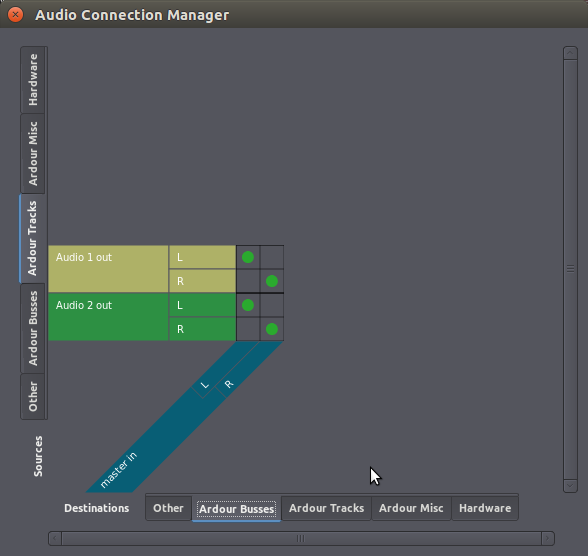 Audio Connection Manager
Hardware
Ardour Misc
Ardour Tracks
Ardour Busses
Other
Sources
Audio 1 out
L
R
Audio 2 out
L
R
L
R
master in
Destinations
Other
Ardour Busses
Ardour Tracks
Ardour Misc
Hardware